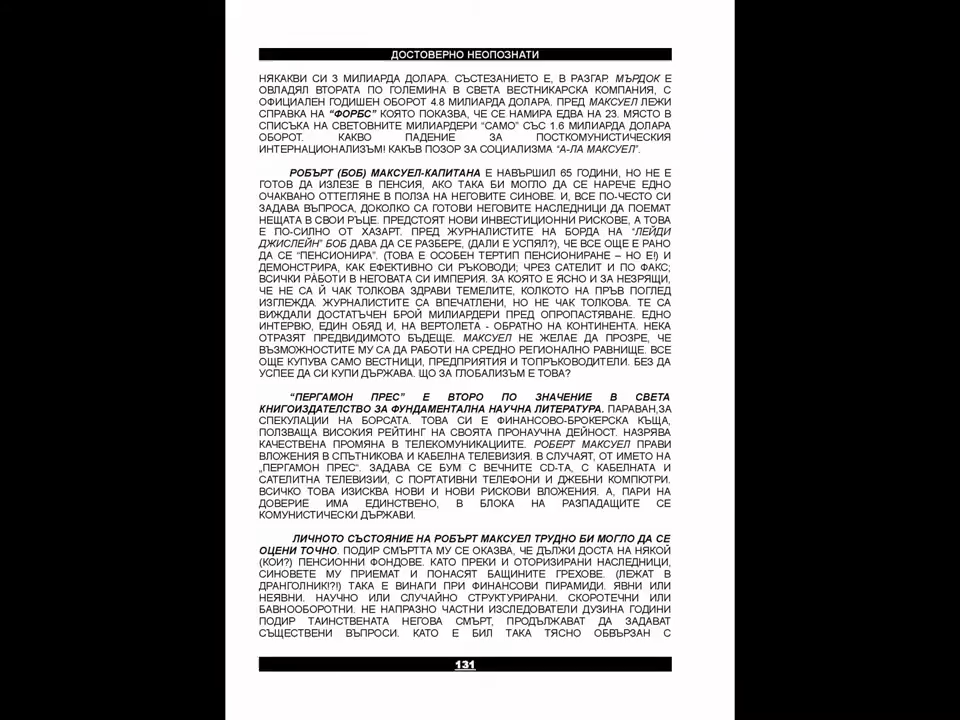 ДОСТОВЕРНО НЕОПОЗНАТИ
НЯКАКВИ СИ 3 МИЛИАРДА ДОЛАРА. СЪСТЕЗАНИЕТО Е, В РАЗГАР. МЪРДОК Е
ОВЛАДЯЛ ВТОРАТА ПО ГОЛЕМИНА В СВЕТА ВЕСТНИКАРСКА КОМПАНИЯ, С
ОФИЦИАЛЕН ГОДИШЕН ОБОРОТ 4.8 МИЛИАРДА ДОЛАРА. ПРЕД МАКСУЕЛ ЛЕЖИ
СПРАВКА НА “ФОРБС” КОЯТО ПОКАЗВА, ЧЕ СЕ НАМИРА ЕДВА НА 23. МЯСТО В
СПИСЪКА НА СВЕТОВНИТЕ МИЛИАРДЕРИ “САМО” СЪС 1.6 МИЛИАРДА ДОЛАРА
ОБОРОТ. КАКВО ПАДЕНИЕ ЗА ПОСТКОМУНИСТИЧЕСКИЯ
ИНТЕРНАЦИОНАЛИЗЪМ! КАКЪВ ПОЗОР ЗА СОЦИАЛИЗМА “А-ЛА МАКСУЕЛ”.
РОБЪРТ (БОБ) МАКСУЕЛ-КАПИТАНА Е НАВЪРШИЛ 65 ГОДИНИ, НО НЕ Е
ГОТОВ ДА ИЗЛЕЗЕ В ПЕНСИЯ, АКО ТАКА БИ МОГЛО ДА СЕ НАРЕЧЕ ЕДНО
ОЧАКВАНО ОТТЕГЛЯНЕ В ПОЛЗА НА НЕГОВИТЕ СИНОВЕ. И, ВСЕ ПО-ЧЕСТО СИ
ЗАДАВА ВЪПРОСА, ДОКОЛКО СА ГОТОВИ НЕГОВИТЕ НАСЛЕДНИЦИ ДА ПОЕМАТ
НЕЩАТА В СВОИ РЪЦЕ. ПРЕДСТОЯТ НОВИ ИНВЕСТИЦИОННИ РИСКОВЕ, А ТОВА
Е ПО-СИЛНО ОТ ХАЗАРТ. ПРЕД ЖУРНАЛИСТИТЕ НА БОРДА НА “ЛЕЙДИ
ДЖИСЛЕЙН” БОБ ДАВА ДА СЕ РАЗБЕРЕ, (ДАЛИ Е УСПЯЛ?), ЧЕ ВСЕ ОЩЕ Е РАНО
ДА СЕ “ПЕНСИОНИРА”. (ТОВА Е ОСОБЕН ТЕРТИП ПЕНСИОНИРАНЕ – НО Е!) И
ДЕМОНСТРИРА, КАК ЕФЕКТИВНО СИ РЪКОВОДИ; ЧРЕЗ САТЕЛИТ И ПО ФАКС;
ВСИЧКИ РАБОТИ В НЕГОВАТА СИ ИМПЕРИЯ. ЗА КОЯТО Е ЯСНО И ЗА НЕЗРЯЩИ,
ЧЕ НЕ СА Й ЧАК ТОЛКОВА ЗДРАВИ ТЕМЕЛИТЕ, КОЛКОТО НА ПРЪВ ПОГЛЕД
ИЗГЛЕЖДА. ЖУРНАЛИСТИТЕ СА ВПЕЧАТЛЕНИ, НО НЕ ЧАК ТОЛКОВА. ТЕ СА
ВИЖДАЛИ ДОСТАТЪЧЕН БРОЙ МИЛИАРДЕРИ ПРЕД ОПРОПАСТЯВАНЕ. ЕДНО
ИНТЕРВЮ, ЕДИН ОБЯД И, НА ВЕРТОЛЕТА - ОБРАТНО НА КОНТИНЕНТА. НЕКА
ОТРАЗЯТ ПРЕДВИДИМОТО БЪДЕЩЕ. МАКСУЕЛ НЕ ЖЕЛАЕ ДА ПРОЗРЕ, ЧЕ
ВЪЗМОЖНОСТИТЕ МУ СА ДА РАБОТИ НА СРЕДНО РЕГИОНАЛНО РАВНИЩЕ. ВСЕ
ОЩЕ КУПУВА САМО ВЕСТНИЦИ, ПРЕДПРИЯТИЯ И ТОПРЪКОВОДИТЕЛИ. БЕЗ ДА
УСПЕЕ ДА СИ КУПИ ДЪРЖАВА. ЩО ЗА ГЛОБАЛИЗЪМ Е ТОВА?
“ПЕРГАМОН ПРЕС” Е ВТОРО ПО ЗНАЧЕНИЕ В СВЕТА
КНИГОИЗДАТЕЛСТВО ЗА ФУНДАМЕНТАЛНА НАУЧНА ЛИТЕРАТУРА. ПАРАВАН,ЗА
СПЕКУЛАЦИИ НА БОРСАТА. ТОВА СИ Е ФИНАНСОВО-БРОКЕРСКА КЪЩА,
ПОЛЗВАЩА ВИСОКИЯ РЕЙТИНГ НА СВОЯТА ПРОНАУЧНА ДЕЙНОСТ. НАЗРЯВА
КАЧЕСТВЕНА ПРОМЯНА В ТЕЛЕКОМУНИКАЦИИТЕ. РОБЕРТ МАКСУЕЛ ПРАВИ
ВЛОЖЕНИЯ В СПЪТНИКОВА И КАБЕЛНА ТЕЛЕВИЗИЯ. В СЛУЧАЯТ, ОТ ИМЕТО НА
„ПЕРГАМОН ПРЕС“. ЗАДАВА СЕ БУМ С ВЕЧНИТЕ CD-ТА, С КАБЕЛНАТА И
САТЕЛИТНА ТЕЛЕВИЗИИ, С ПОРТАТИВНИ ТЕЛЕФОНИ И ДЖЕБНИ КОМПЮТРИ.
ВСИЧКО ТОВА ИЗИСКВА НОВИ И НОВИ РИСКОВИ ВЛОЖЕНИЯ. А, ПАРИ НА
ДОВЕРИЕ ИМА ЕДИНСТВЕНО, В БЛОКА НА РАЗПАДАЩИТЕ СЕ
КОМУНИСТИЧЕСКИ ДЪРЖАВИ.
ЛИЧНОТО СЪСТОЯНИЕ НА РОБЪРТ МАКСУЕЛ ТРУДНО БИ МОГЛО ДА СЕ
ОЦЕНИ ТОЧНО. ПОДИР СМЪРТТА МУ СЕ ОКАЗВА, ЧЕ ДЪЛЖИ ДОСТА НА НЯКОЙ
(КОИ?) ПЕНСИОННИ ФОНДОВЕ. КАТО ПРЕКИ И ОТОРИЗИРАНИ НАСЛЕДНИЦИ,
СИНОВЕТЕ МУ ПРИЕМАТ И ПОНАСЯТ БАЩИНИТЕ ГРЕХОВЕ. (ЛЕЖАТ В
ДРАНГОЛНИК!?!) ТАКА Е ВИНАГИ ПРИ ФИНАНСОВИ ПИРАМИДИ. ЯВНИ ИЛИ
НЕЯВНИ. НАУЧНО ИЛИ СЛУЧАЙНО СТРУКТУРИРАНИ. СКОРОТЕЧНИ ИЛИ
БАВНООБОРОТНИ. НЕ НАПРАЗНО ЧАСТНИ ИЗСЛЕДОВАТЕЛИ ДУЗИНА ГОДИНИ
ПОДИР ТАИНСТВЕНАТА НЕГОВА СМЪРТ, ПРОДЪЛЖАВАТ ДА ЗАДАВАТ
СЪЩЕСТВЕНИ ВЪПРОСИ. КАТО Е БИЛ ТАКА ТЯСНО ОБВЪРЗАН С
131